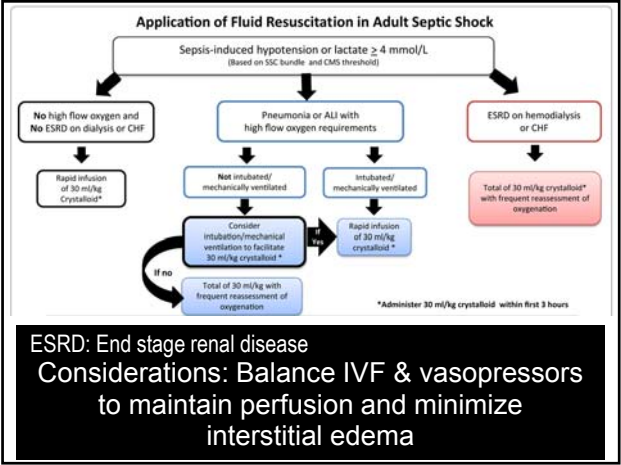 Application of Fluid Resuscitation in Adult Septic Shock
Sepsis-induced hypotension or lactate ≥ 4 mmol/L
(Based on SSC bundle and CMS threshold)
No high flow oxygen and
No ESRD on dialysis or CHF
Pneumonia or ALI with
high flow oxygen requirements
ESRD on hemodialysis
or CHF
Rapid infusion
of 30 ml/kg
Crystalloid*
Not intubated/
mechanically ventilated
Intubated/
mechanically ventilated
Total of 30 ml/kg crystalloid*
with frequent reassessment of
oxygenation
Consider
intubation/mechanical
ventilation to facilitate
30 ml/kg crystalloid *
If
Yes
Rapid infusion
of 30 ml/kg
crystalloid *
If no
Total of 30 ml/kg with
frequent reassessment of
oxygenation
*Administer 30 ml/kg crystalloid within first 3 hours
ESRD: End stage renal disease
Considerations: Balance IVF & vasopressors
to maintain perfusion and minimize
interstitial edema